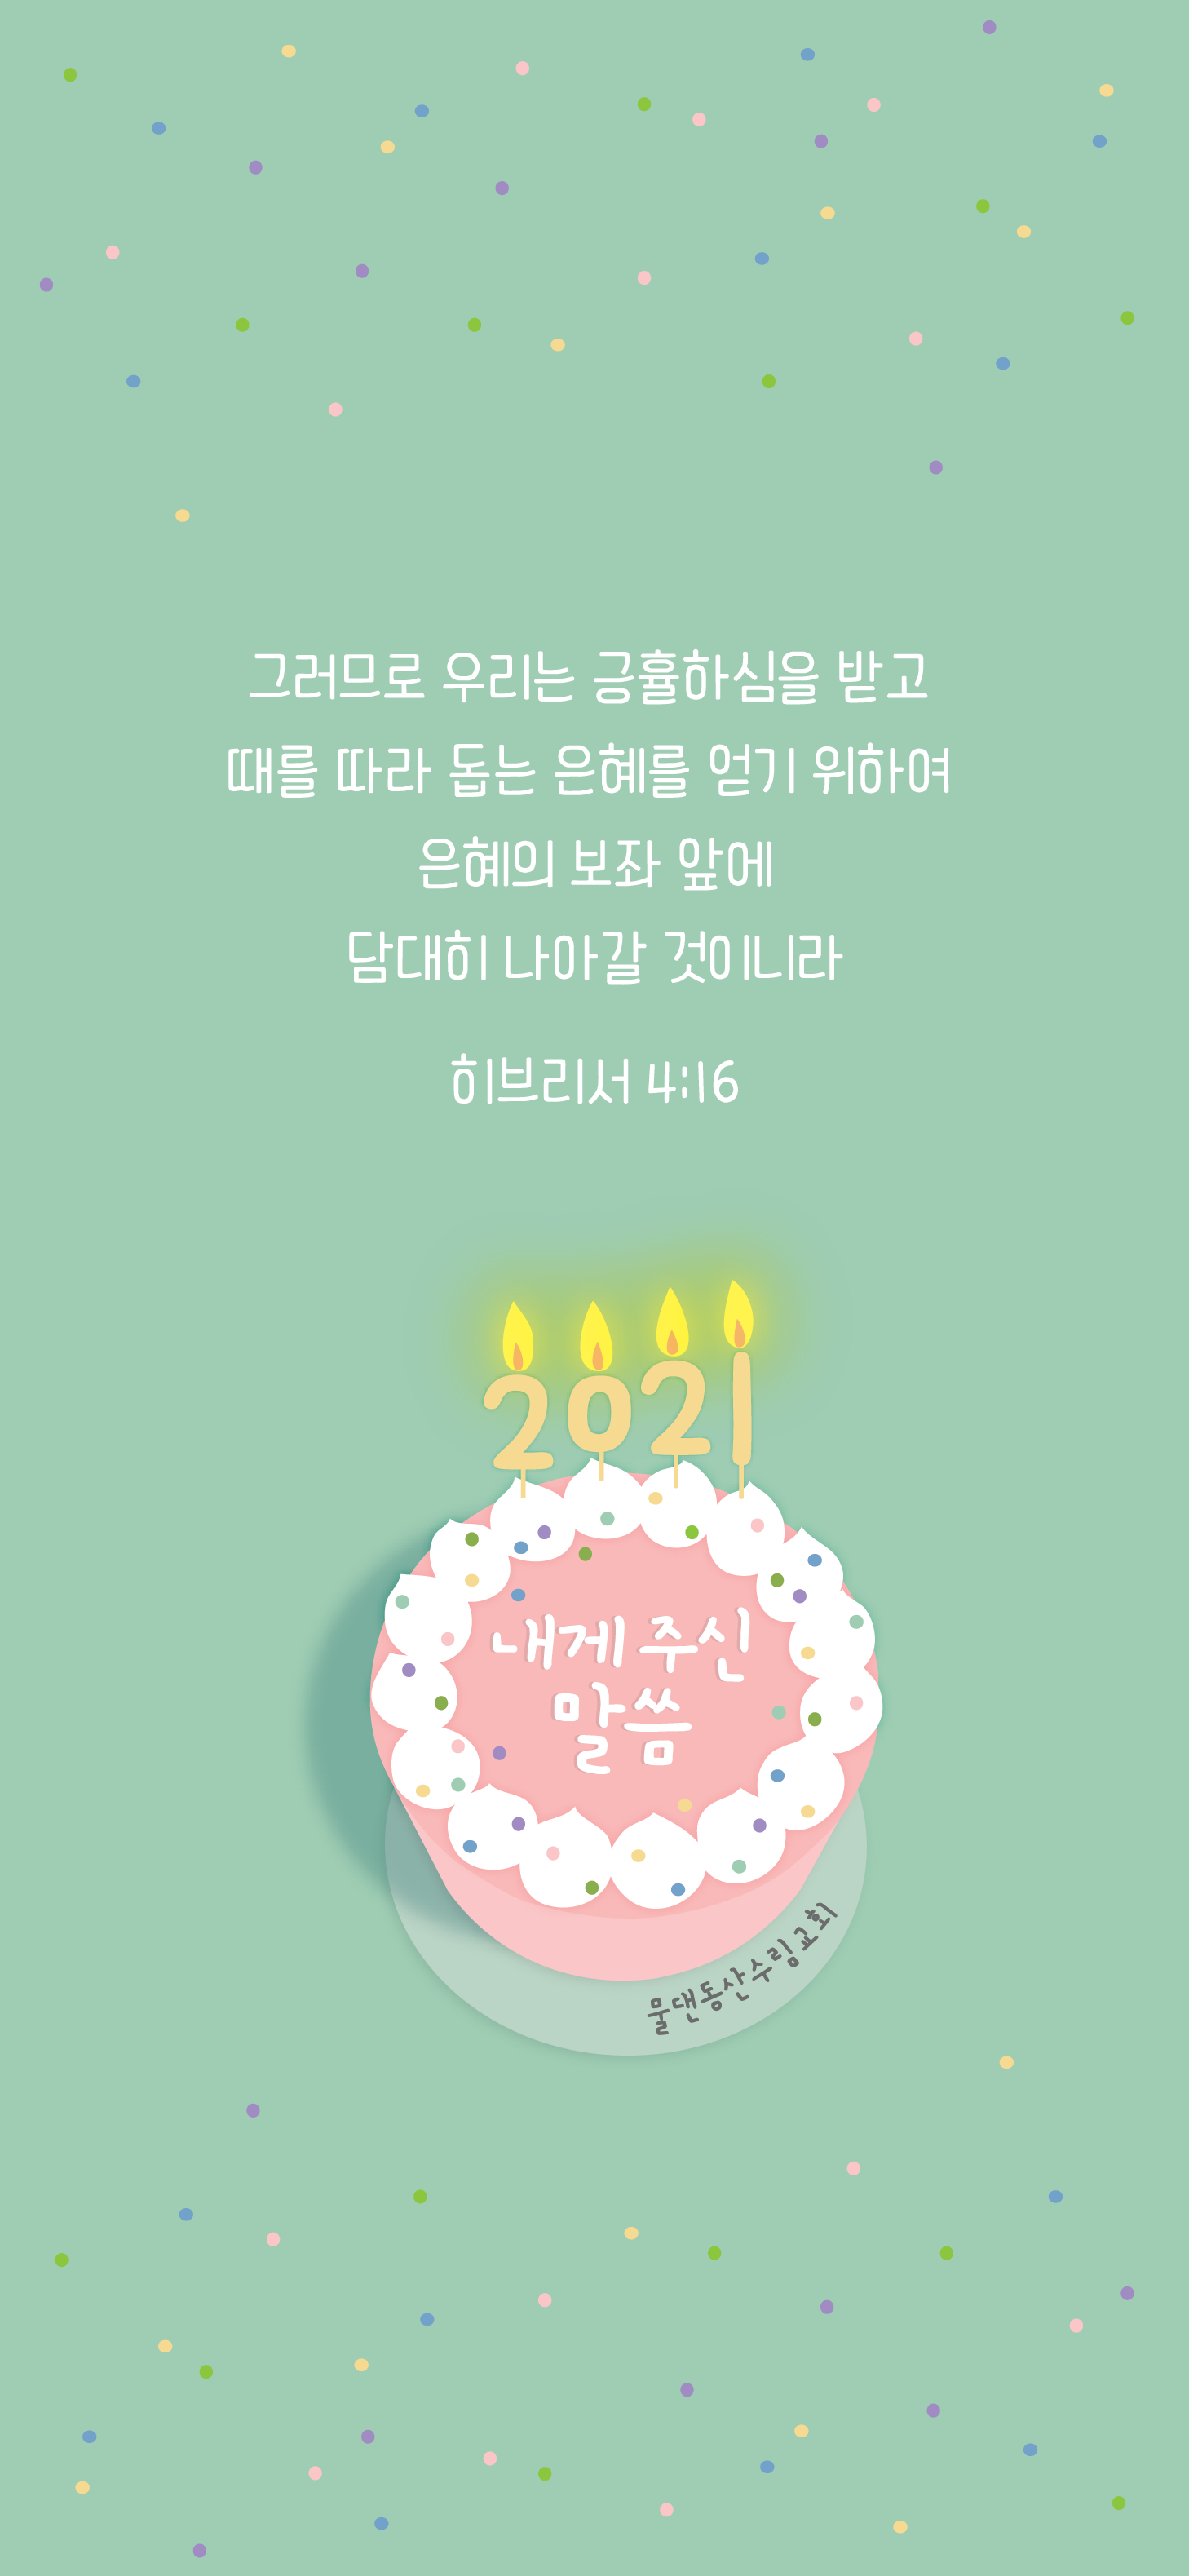 그러므로 우리는 긍휼하심을 받고
때를 따라 돕는 은혜를 얻기 위하여
은혜의 보좌 앞에
담대히 나아갈 것이니라
히브리서 4:16
2021
내게 주신
말씀
물댄동산수림교회